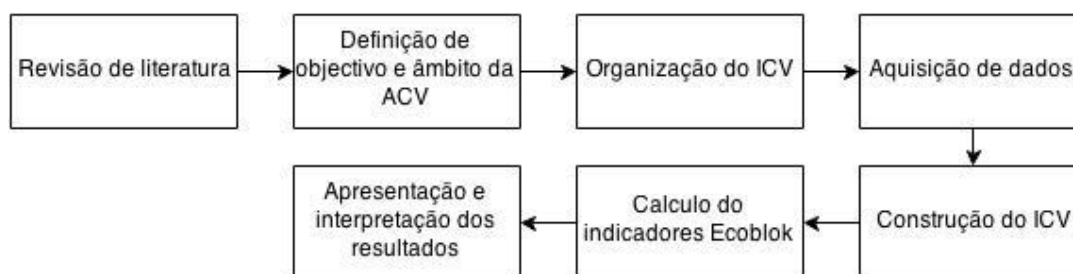 Revisão de literatura
Definição de
objectivo e âmbito da
ACV
Organização do ICV
Aquisição de dados
Construção do ICV
Calculo do
indicadores Ecoblok
Apresentação e
interpretação dos
resultados